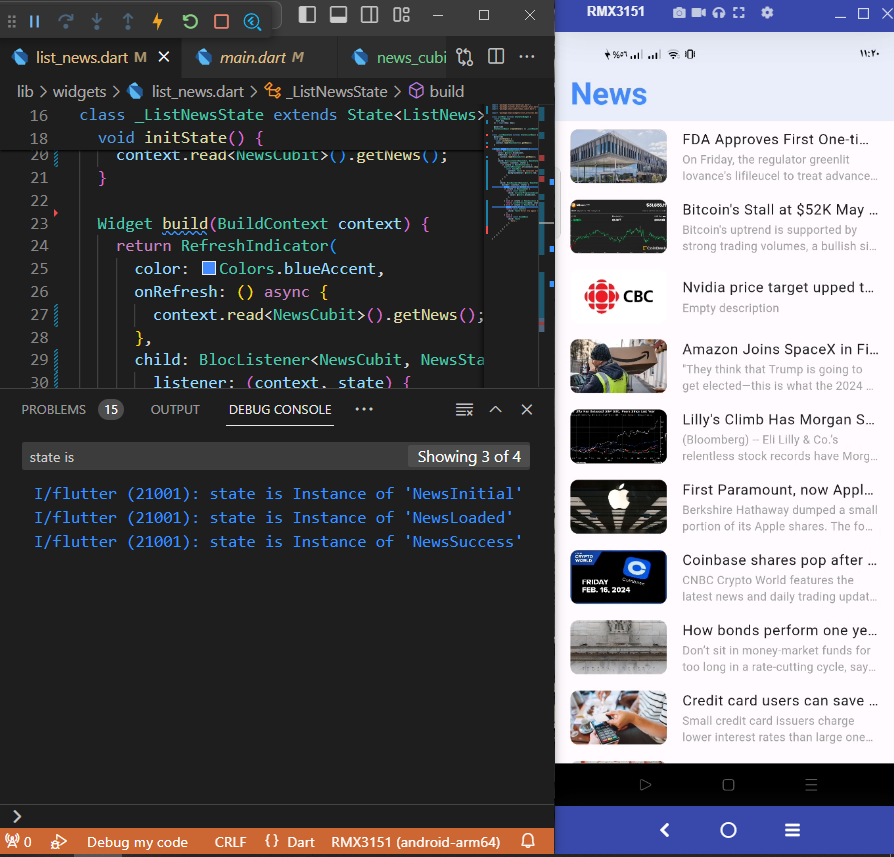 list_news.dart M
main.dart M
news_cubi
lib > widgets > list_news.dart > _ListNewsState > build
16 class _ListNewsState extends State<ListNews>
18 void initState() {
20 context.read<NewsCubit>().getNews();
21 }
22
23 Widget build(BuildContext context) {
24 return RefreshIndicator(
25 color: Colors.blueAccent,
26 onRefresh: () async {
27 context.read<NewsCubit>().getNews();
28 },
29 child: BlocListener<NewsCubit, NewsSta
30 listener: (context, state) {
PROBLEMS 15 OUTPUT DEBUG CONSOLE ...
state is
Showing 3 of 4
I/flutter (21001): state is Instance of 'NewsInitial'
I/flutter (21001): state is Instance of 'NewsLoaded'
I/flutter (21001): state is Instance of 'NewsSuccess'
0 Debug my code CRLF {} Dart RMX3151 (android-arm64)
RMX3151
%٥٦
١١:٢٠
News
FDA Approves First One-ti...
On Friday, the regulator greenlit
Iovance's lifileucel to treat advance...
Bitcoin's Stall at $52K May ...
Bitcoin's uptrend is supported by
strong trading volumes, a bullish si...
CBC
Nvidia price target upped t...
Empty description
Amazon Joins SpaceX in Fi...
"They think that Trump is going to
get elected—this is what the 2024 ...
Lilly's Climb Has Morgan S...
(Bloomberg) -- Eli Lilly & Co.'s
relentless stock records have Morg...
First Paramount, now Appl...
Berkshire Hathaway dumped a small
portion of its Apple shares. The fo...
CRYPTO
WORLD
coinbase
FRIDAY
FEB. 16, 2024
Coinbase shares pop after ...
CNBC Crypto World features the
latest news and daily trading updat...
How bonds perform one ye...
Don't sit in money-market funds for
too long in a rate-cutting cycle, say...
Credit card users can save ...
Small credit card issuers charge
lower interest rates than large one...